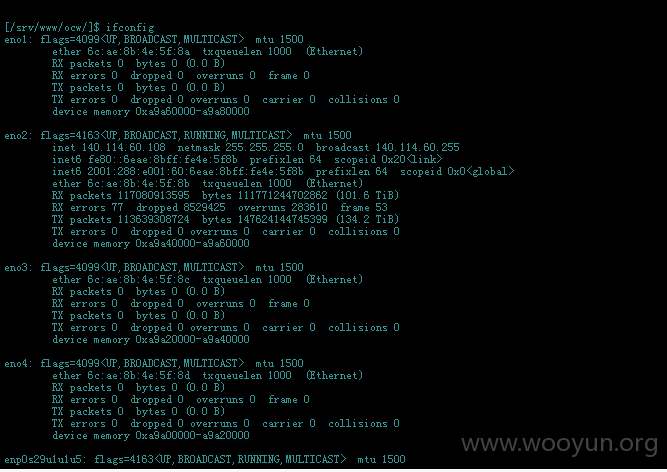 [/srv/www/ocw/]$ ifconfig
eno1: flags=4099<UP,BROADCAST,MULTICAST>  mtu 1500
ether 6c:ae:8b:4e:5f:8a  txqueuelen 1000  (Ethernet)
RX packets 0  bytes 0 (0.0 B)
RX errors 0  dropped 0  overruns 0  frame 0
TX packets 0  bytes 0 (0.0 B)
TX errors 0  dropped 0 overruns 0  carrier 0  collisions 0
device memory 0xa9a60000-a9a80000
eno2: flags=4163<UP,BROADCAST,RUNNING,MULTICAST>  mtu 1500
inet 140.114.60.108  netmask 255.255.255.0  broadcast 140.114.60.255
inet6 fe80::6eae:8bff:fe4e:5f8b  prefixlen 64  scopeid 0x20<link>
inet6 2001:288:e001:60:6eae:8bff:fe4e:5f8b  prefixlen 64  scopeid 0x0<global>
ether 6c:ae:8b:4e:5f:8b  txqueuelen 1000  (Ethernet)
RX packets 117080913595  bytes 111771244702862 (101.6 TiB)
RX errors 77  dropped 8529425  overruns 283610  frame 53
TX packets 113639308724  bytes 147624144745399 (134.2 TiB)
TX errors 0  dropped 0 overruns 0  carrier 0  collisions 0
device memory 0xa9a40000-a9a60000
eno3: flags=4099<UP,BROADCAST,MULTICAST>  mtu 1500
ether 6c:ae:8b:4e:5f:8c  txqueuelen 1000  (Ethernet)
RX packets 0  bytes 0 (0.0 B)
RX errors 0  dropped 0  overruns 0  frame 0
TX packets 0  bytes 0 (0.0 B)
TX errors 0  dropped 0 overruns 0  carrier 0  collisions 0
device memory 0xa9a20000-a9a40000
eno4: flags=4099<UP,BROADCAST,MULTICAST>  mtu 1500
ether 6c:ae:8b:4e:5f:8d  txqueuelen 1000  (Ethernet)
RX packets 0  bytes 0 (0.0 B)
RX errors 0  dropped 0  overruns 0  frame 0
TX packets 0  bytes 0 (0.0 B)
TX errors 0  dropped 0 overruns 0  carrier 0  collisions 0
device memory 0xa9a00000-a9a20000
enp0s29u1u1u5: flags=4163<UP,BROADCAST,RUNNING,MULTICAST>  mtu 1500
www.wooyun.org